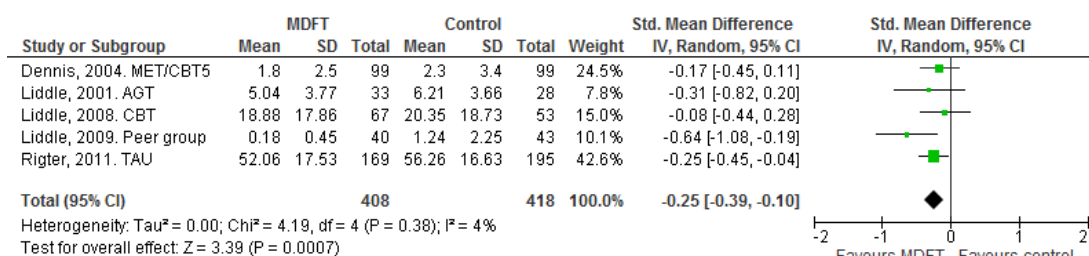 MDFT Control Std. Mean Difference Std. Mean Difference
Study or Subgroup Mean SD Total Mean SD Total Weight IV, Random, 95% CI IV, Random, 95% CI
Dennis, 2004. MET/CBT5 1.8 2.5 99 2.3 3.4 99 24.5% -0.17 [-0.45, 0.11]
Liddle, 2001. AGT 5.04 3.77 33 6.21 3.66 28 7.8% -0.31 [-0.82, 0.20]
Liddle, 2008. CBT 18.88 17.86 67 20.35 18.73 53 15.0% -0.08 [-0.44, 0.28]
Liddle, 2009. Peer group 0.18 0.45 40 1.24 2.25 43 10.1% -0.64 [-1.08, -0.19]
Rigter, 2011. TAU 52.06 17.53 169 56.26 16.63 195 42.6% -0.25 [-0.45, -0.04]
Total (95% CI) 408 418 100.0% -0.25 [-0.39, -0.10]
Heterogeneity: Tau² = 0.00; Chi² = 4.19, df = 4 (P = 0.38); I² = 4%
Test for overall effect: Z = 3.39 (P = 0.0007)
-2 -1 0 1 2
Favours MDFT Favours control